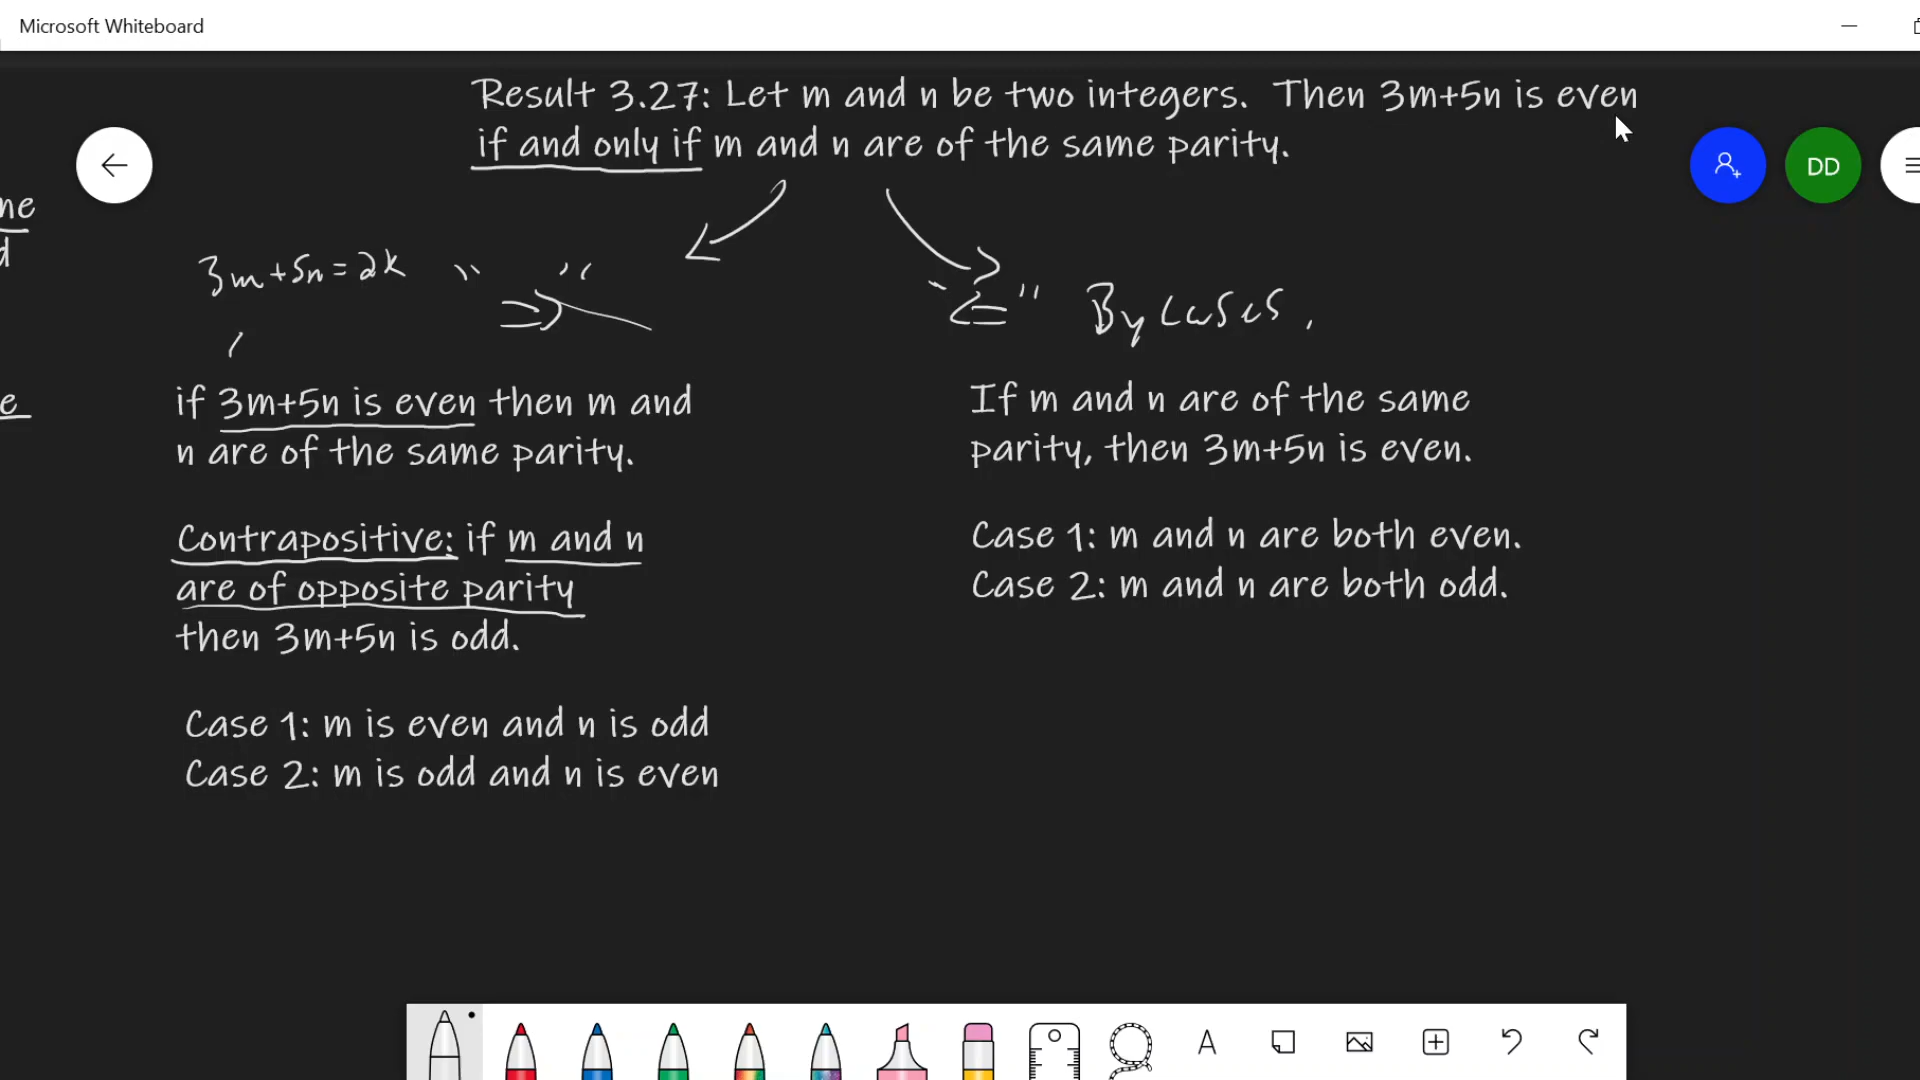 Microsoft Whiteboard
Result 3.27: Let m and n be two integers. Then 3m+5n is even
if and only if m and n are of the same parity.
DD
ne
d
3m+5n=2k " ⇒ "
"⇐" By cases.
e
if 3m+5n is even then m and
n are of the same parity.
Contrapositive: if m and n
are of opposite parity
then 3m+5n is odd.
Case 1: m is even and n is odd
Case 2: m is odd and n is even
If m and n are of the same
parity, then 3m+5n is even.
Case 1: m and n are both even.
Case 2: m and n are both odd.